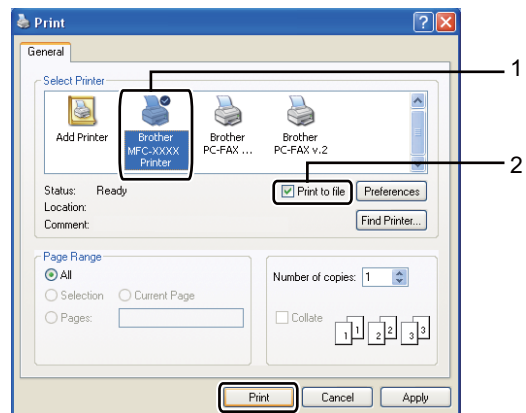 Print
General
1
Select Printer
Add Printer
Brother
MFC-XXXX
Printer
Brother
PC-FAX ...
Brother
PC-FAX v.2
2
Status: Ready
Print to file
Preferences
Location:
Comment:
Find Printer...
Page Range
All
Selection
Current Page
Pages:
Number of copies: 1
Collate
1 1 2 2 3 3
Print
Cancel
Apply